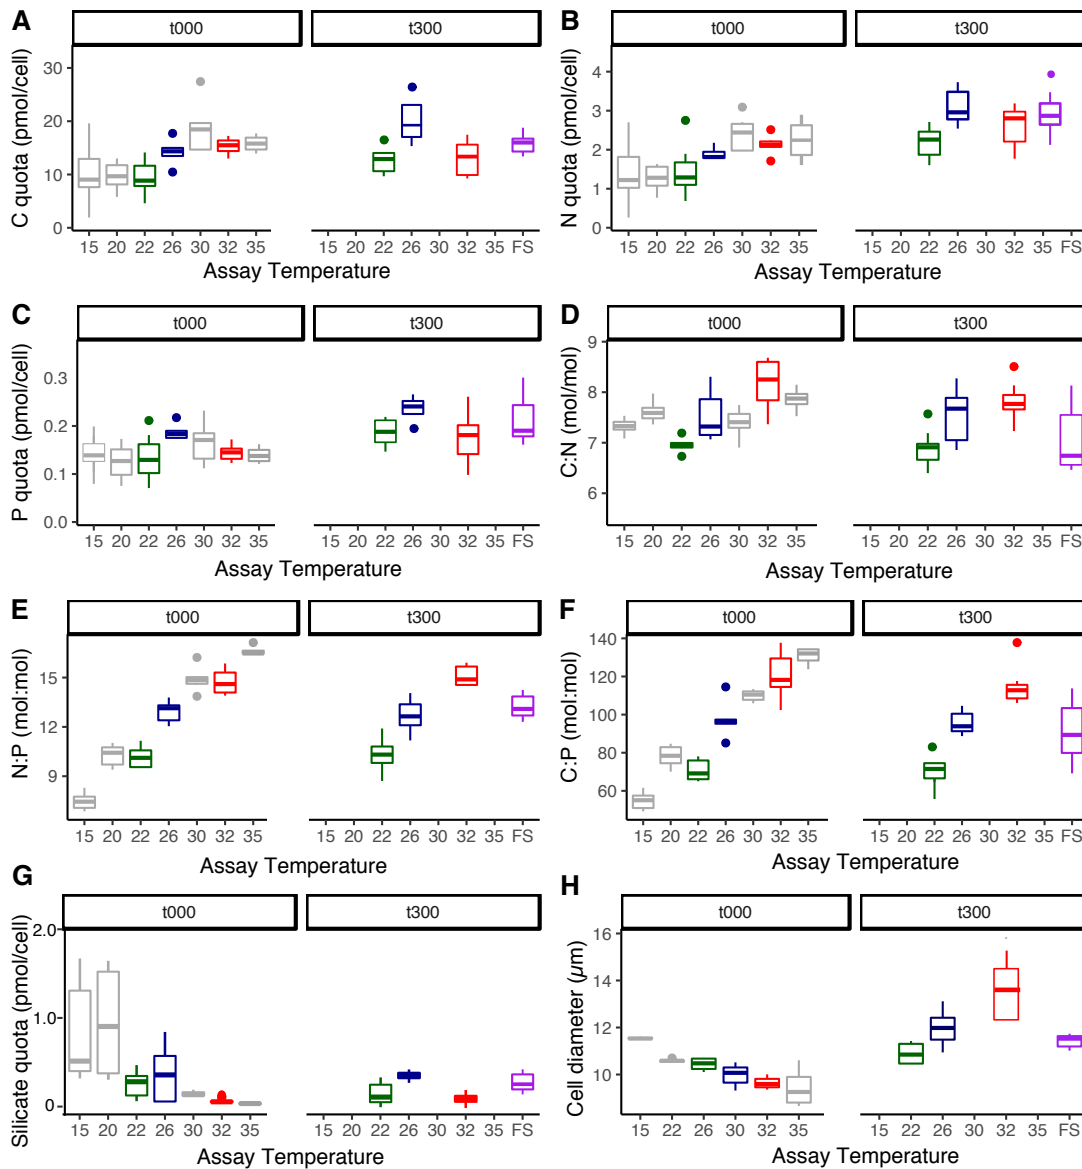 A
B
t000
t300
t000
t300
C quota (pmol/cell)
30
20
10
0
N quota (pmol/cell)
4
3
2
1
0
15 20 22 26 30 32 35
15 20 22 26 30 32 35 FS
15 20 22 26 30 32 35
15 20 22 26 30 32 35 FS
Assay Temperature
Assay Temperature
C
D
t000
t300
t000
t300
P quota (pmol/cell)
0.3
0.2
0.1
0.0
C:N (mol/mol)
9
8
7
6
15 20 22 26 30 32 35
15 20 22 26 30 32 35 FS
15 20 22 26 30 32 35
15 20 22 26 30 32 35 FS
Assay Temperature
Assay Temperature
E
F
t000
t300
t000
t300
N:P (mol:mol)
15
12
9
C:P (mol:mol)
140
120
100
80
60
15 20 22 26 30 32 35
15 20 22 26 30 32 35 FS
15 20 22 26 30 32 35
15 20 22 26 30 32 35 FS
Assay Temperature
Assay Temperature
G
H
t000
t300
t000
t300
Silicate quota (pmol/cell)
2.0
1.0
0
Cell diameter (µm)
16
14
12
10
15 20 22 26 30 32 35
15 20 22 26 30 32 35 FS
15 22 26 30 32 35
15 20 22 26 30 32 35 FS
Assay Temperature
Assay Temperature